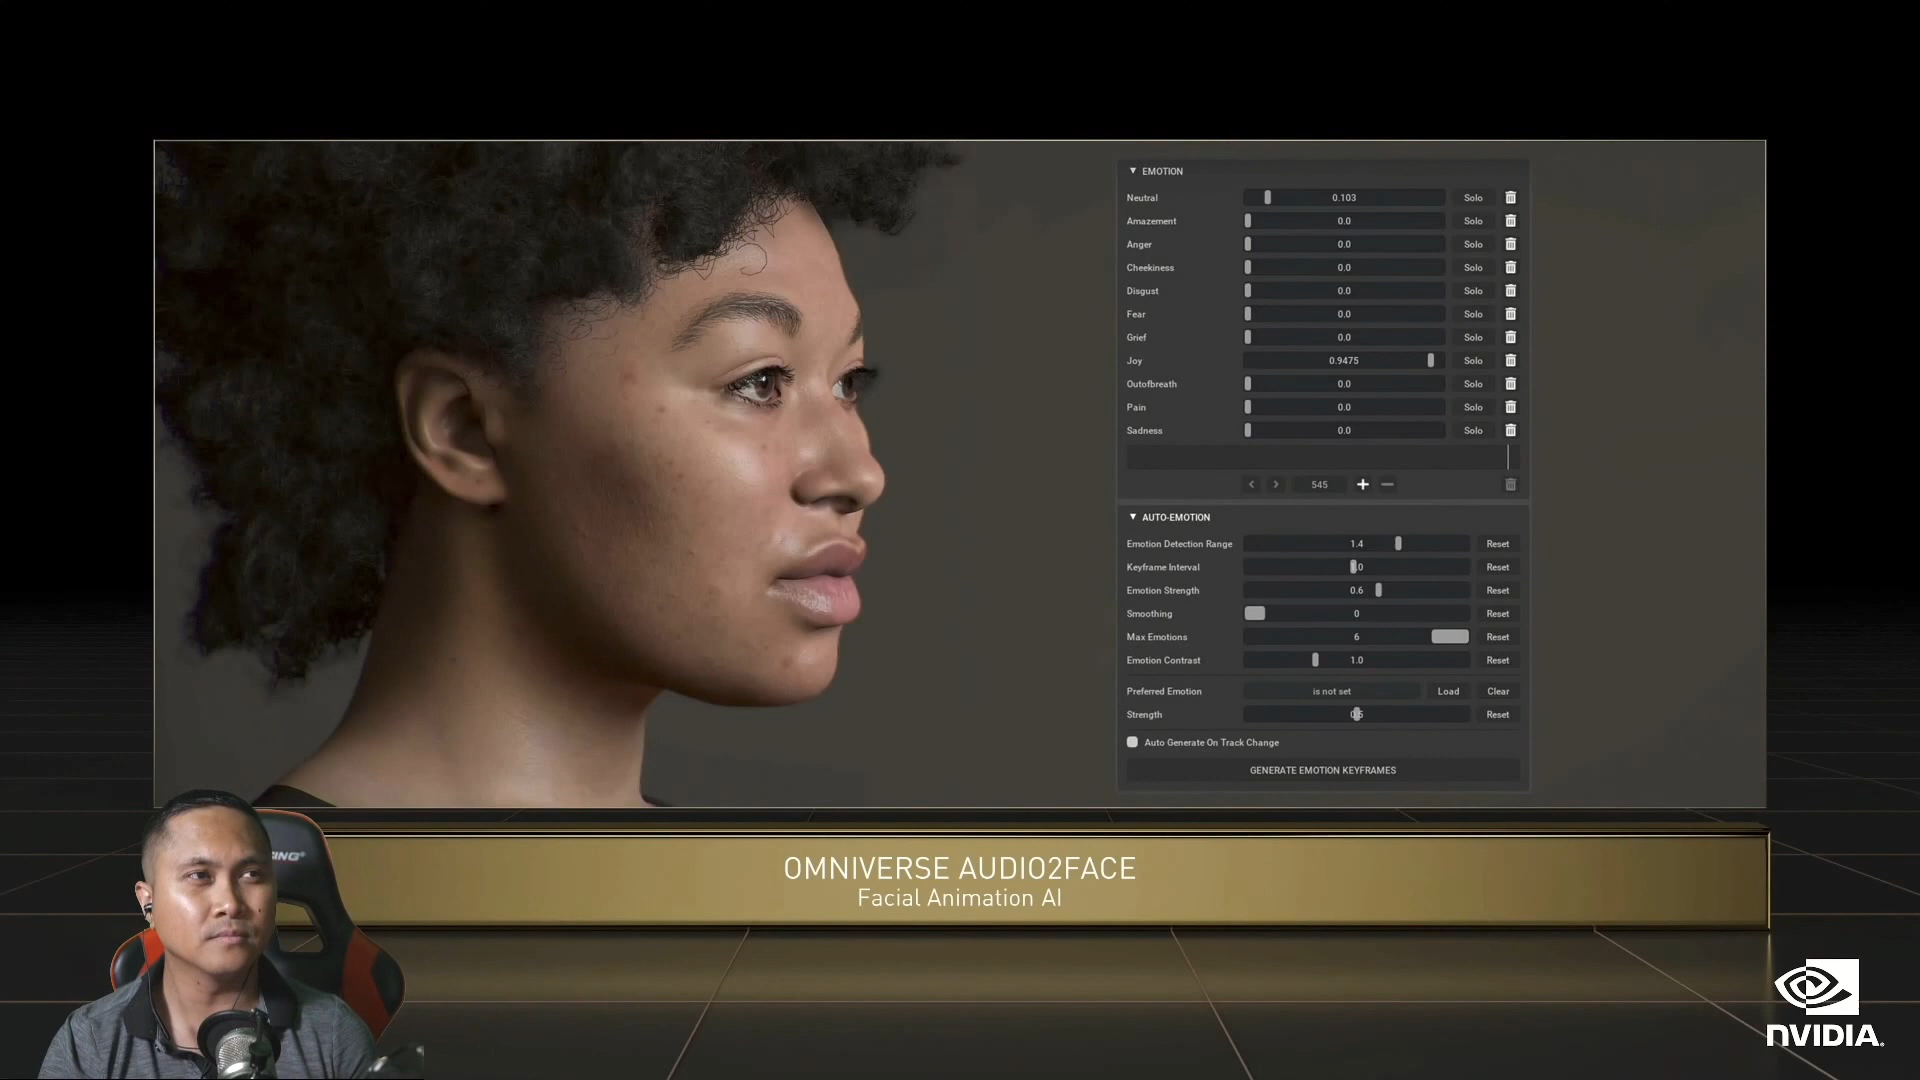 EMOTION
Neutral 0.103 Solo
Amazement 0.0 Solo
Anger 0.0 Solo
Cheekiness 0.0 Solo
Disgust 0.0 Solo
Fear 0.0 Solo
Grief 0.0 Solo
Joy 0.9475 Solo
Outofbreath 0.0 Solo
Pain 0.0 Solo
Sadness 0.0 Solo
< > 545 + −
AUTO-EMOTION
Emotion Detection Range 1.4 Reset
Keyframe Interval Reset
Emotion Strength 0.6 Reset
Smoothing 0 Reset
Max Emotions 6 Reset
Emotion Contrast 1.0 Reset
Preferred Emotion is not set Load Clear
Strength Reset
Auto Generate On Track Change
GENERATE EMOTION KEYFRAMES
OMNIVERSE AUDIO2FACE
Facial Animation AI
NVIDIA.